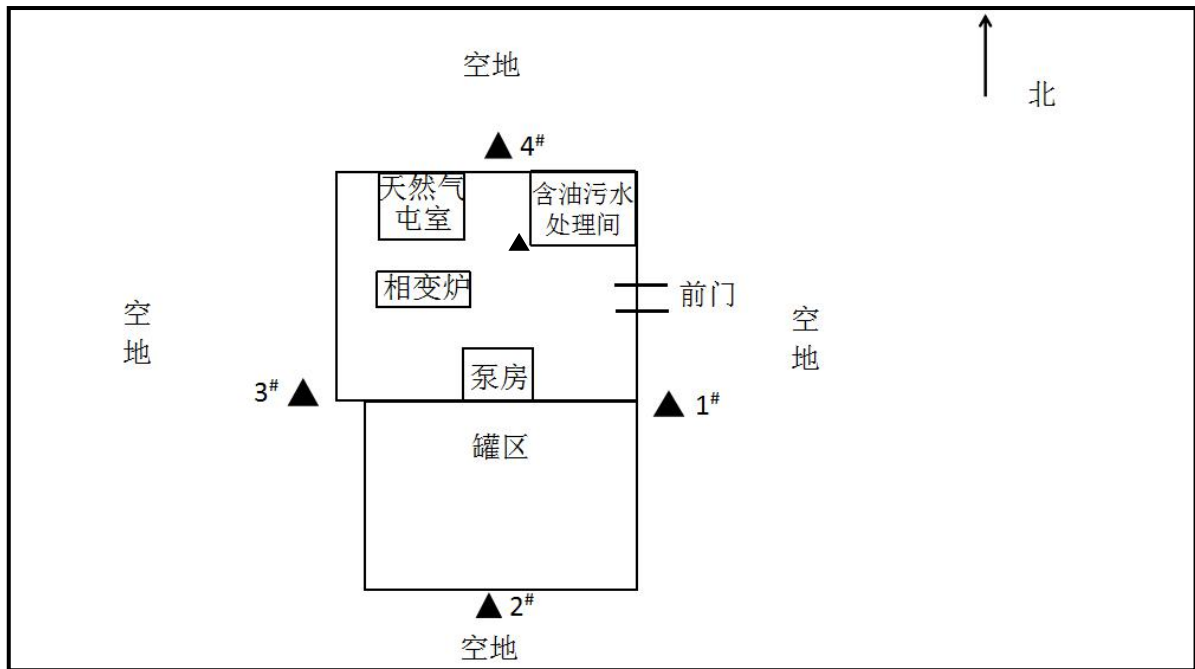 空地
北
4#
天然气
屯室
含油污水
处理间
相变炉
前门
空
地
空
地
泵房
3#
1#
罐区
2#
空地